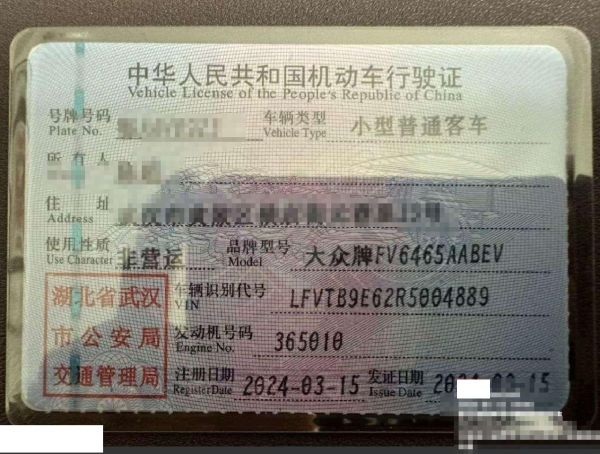 中华人民共和国机动车行驶证
Vehicle License of the People's Republic of China
号牌号码
Plate No.
车辆类型
Vehicle Type
小型普通客车
所有人
住 址
Address
使用性质
Use Character
非营运
品牌型号
Model
大众牌FV6465AABEV
湖北省武汉
市公安局
交通管理局
车辆识别代号
VIN
LFVTB9E62R5004889
发动机号码
Engine No.
365010
注册日期
Register Date
2024-03-15
发证日期
Issue Date